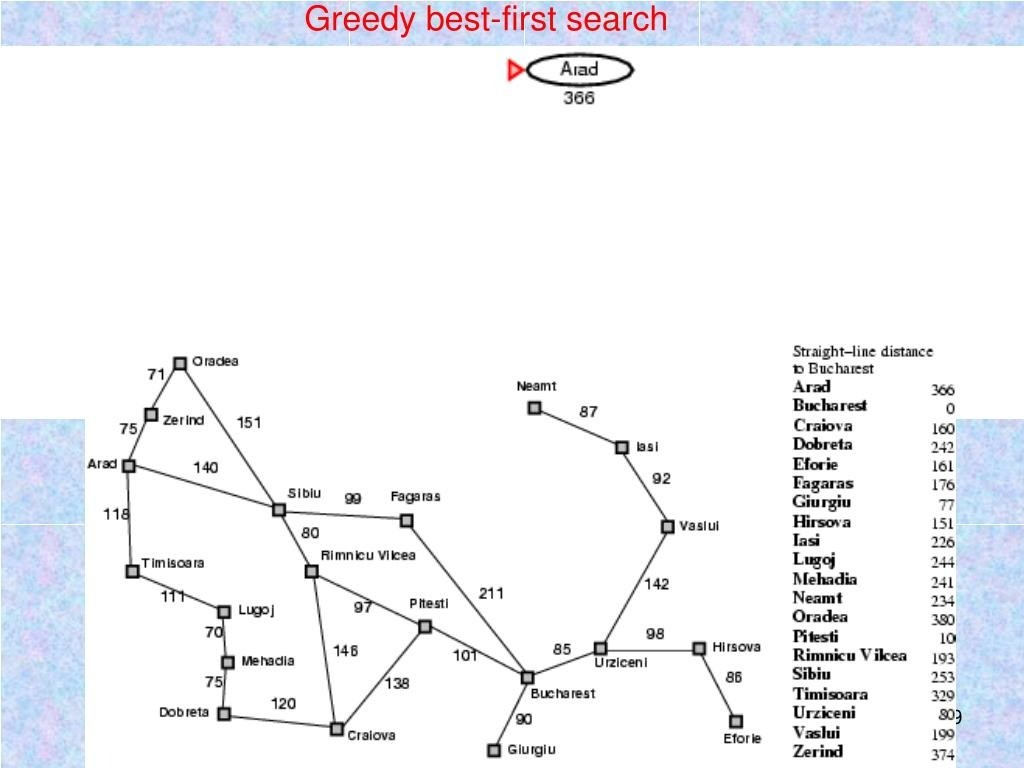 Greedy best-first search
Arad
366
Oradea
71
Zerind
151
75
Arad
140
118
Sibiu
99
Fagaras
80
Rimnicu Vilcea
Timisoara
111
Lugoj
70
Mehadia
75
Dobreta
120
Craiova
146
97
Pitesti
138
101
211
Bucharest
90
Giurgiu
85
Urziceni
98
Hirsova
86
Eforie
142
Vaslui
92
Iasi
87
Neamt
Straight-line distance
to Bucharest
Arad 366
Bucharest 0
Craiova 160
Dobreta 242
Eforie 161
Fagaras 176
Giurgiu 77
Hirsova 151
Iasi 226
Lugoj 244
Mehadia 241
Neamt 234
Oradea 380
Pitesti 10
Rimnicu Vilcea 193
Sibiu 253
Timisoara 329
Urziceni 80
Vaslui 199
Zerind 374
9